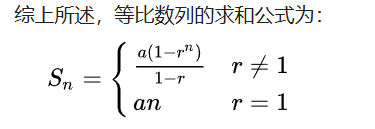 综上所述，等比数列的求和公式为：
S_n = { a(1−r^n) / 1−r    r ≠ 1
an    r = 1